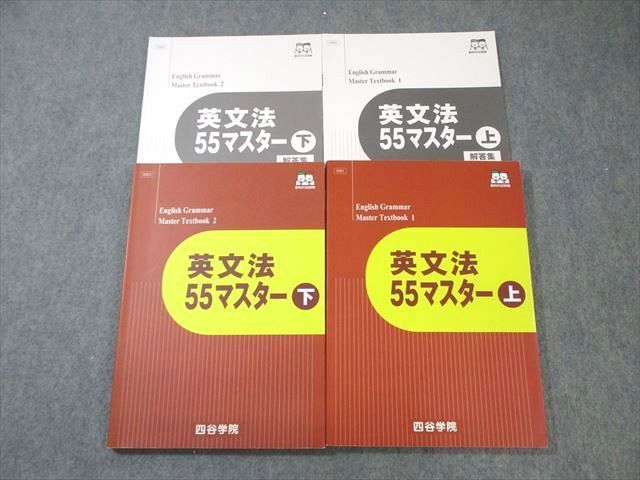 English Grammar
Master Textbook 2
英文法
55マスター 下
解答集
English Grammar
Master Textbook 1
英文法
55マスター 上
解答集
English Grammar
Master Textbook 2
英文法
55マスター 下
四谷学院
English Grammar
Master Textbook 1
英文法
55マスター 上
四谷学院